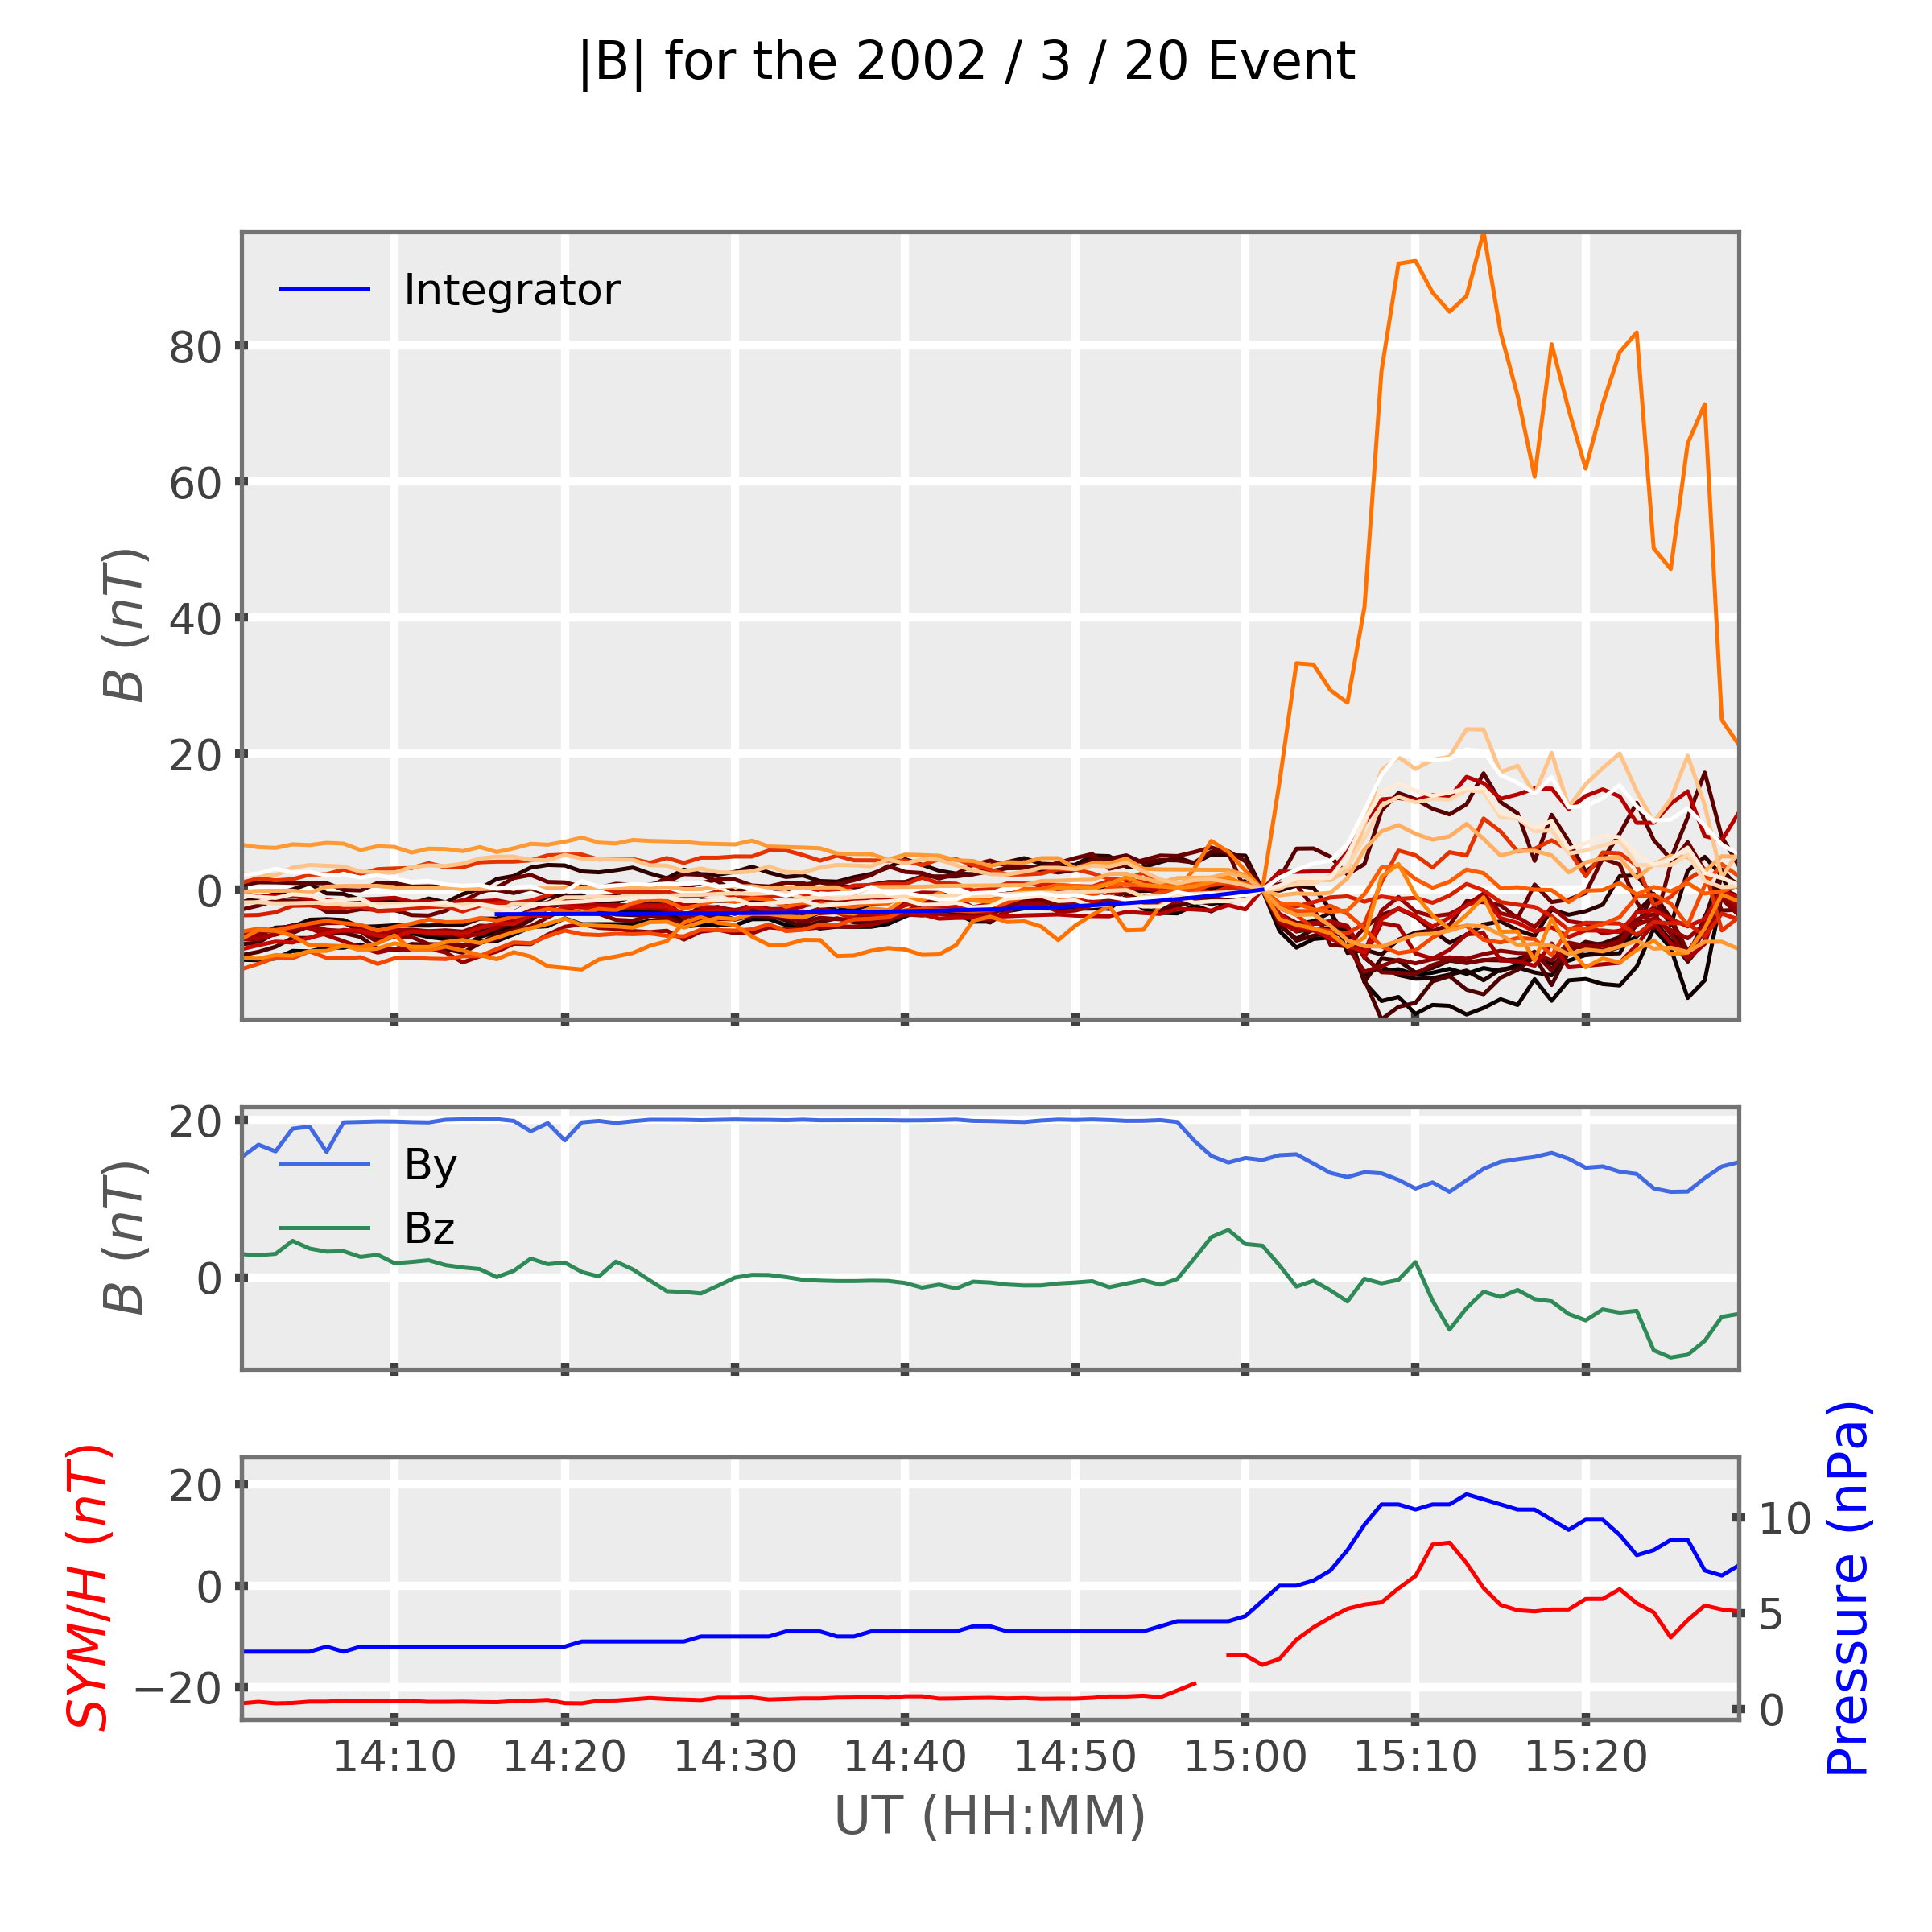 |B| for the 2002 / 3 / 20 Event
Integrator
80
60
40
20
0
B (nT)
20
0
B (nT)
By
Bz
20
0
−20
SYM/H (nT)
10
5
0
Pressure (nPa)
14:10 14:20 14:30 14:40 14:50 15:00 15:10 15:20
UT (HH:MM)